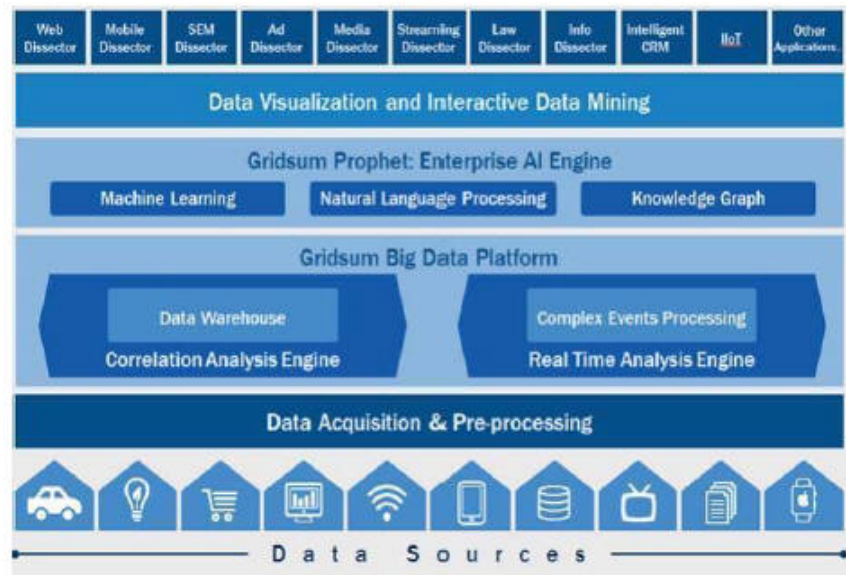 Web Dissector
Mobile Dissector
SEM Dissector
Ad Dissector
Media Dissector
Streaming Dissector
Law Dissector
Info Dissector
Intelligent CRM
IIoT
Other Applications..
Data Visualization and Interactive Data Mining
Gridsum Prophet: Enterprise AI Engine
Machine Learning
Natural Language Processing
Knowledge Graph
Gridsum Big Data Platform
Data Warehouse
Correlation Analysis Engine
Complex Events Processing
Real Time Analysis Engine
Data Acquisition & Pre-processing
Data Sources